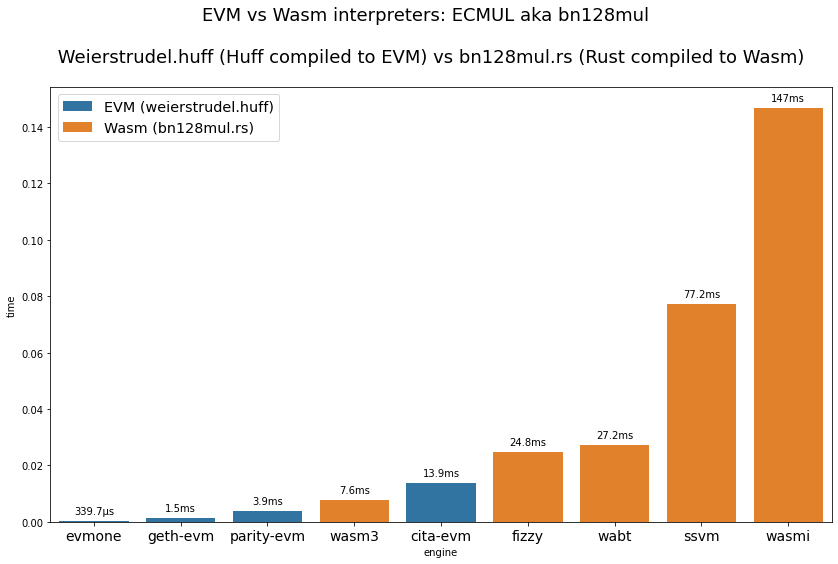 EVM vs Wasm interpreters: ECMUL aka bn128mul
Weierstrudel.huff (Huff compiled to EVM) vs bn128mul.rs (Rust compiled to Wasm)
EVM (weierstrudel.huff)
Wasm (bn128mul.rs)
time
0.14
0.12
0.10
0.08
0.06
0.04
0.02
0.00
339.7µs
1.5ms
3.9ms
7.6ms
13.9ms
24.8ms
27.2ms
77.2ms
147ms
evmone geth-evm parity-evm wasm3 cita-evm fizzy wabt ssvm wasmi
engine